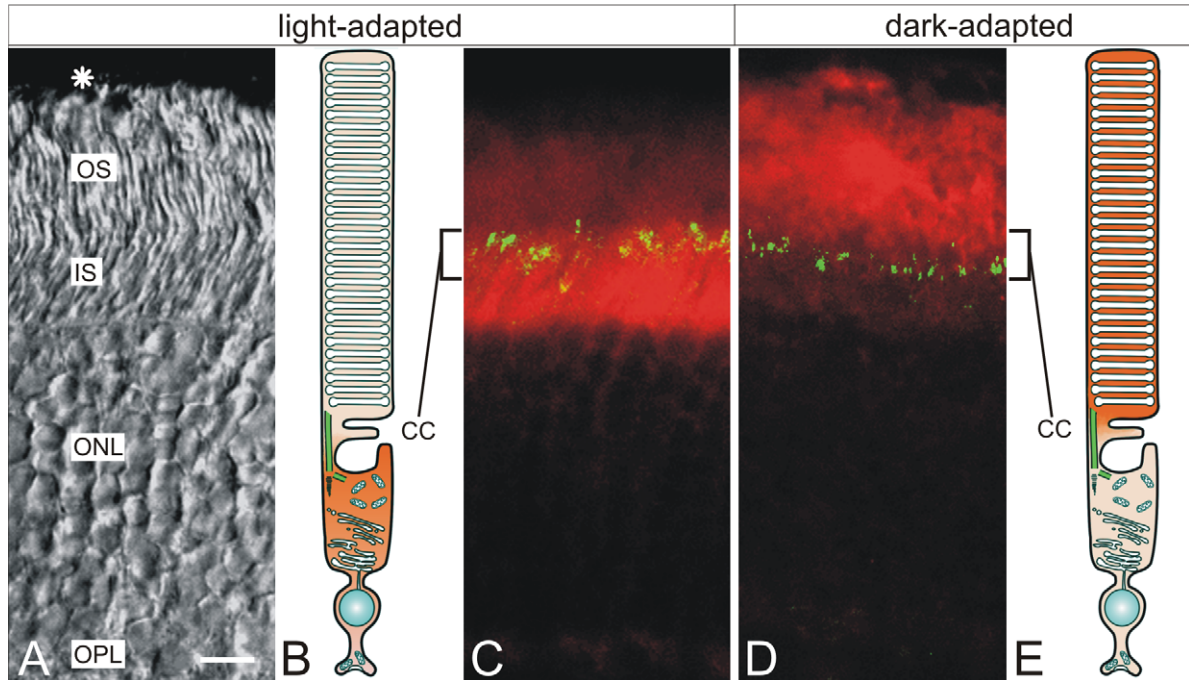 light-adapted
dark-adapted
OS
IS
ONL
OPL
A
B
CC
C
D
CC
E